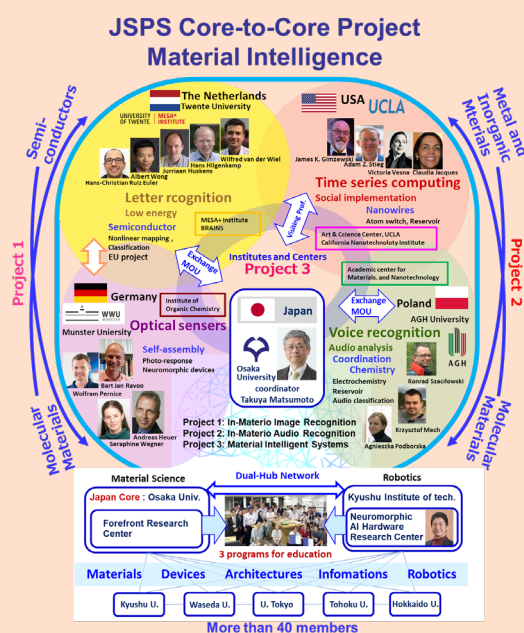 JSPS Core-to-Core Project
Material Intelligence
The Netherlands
Twente University
UNIVERSITY
OF TWENTE.
MESA+
INSTITUTE
Wilfred van der Wiel
Hans Hilgenkamp
Jurriaan Huskens
Albert Wong
Hans-Christian Ruiz Euler
Letter rcognition
Low energy
Semiconductor
Nonlinear mapping ,
Classification
EU project
MESA+ Institute
BRAINS
USA
UCLA
James K. Gimzewski
Adam Z. Stieg
Victoria Vesna
Claudia Jacques
Time series computing
Social implementation
Nanowires
Atom switch, Reservoir
Art & Cience Center, UCLA
California Nanotechnoloty Institute
Visiting Prof.
Institutes and Centers
Project 3
Exchange
MOU
Academic center for
Materials. and Nanotechnology
Semi-
conductors
Metal and
Inorganic
Mterials
Project 1
Project 2
Molecular
Materials
Molecular
Materials
Germany
WWU
MÜNSTER
Munster Uniersity
Institute of
Organic Chemistry
Optical sensers
Self-assembly
Photo-response
Neuromorphic devices
Bart Jan Ravoo
Wolfram Pernice
Andreas Heuer
Seraphine Wegner
Japan
Osaka
University
coordinator
Takuya Matsumoto
Exchange
MOU
Poland
AGH University
Voice recognition
Audio analysis
Coordination
Chemistry
Electrochemistry
Reservoir
Audio classification
AGH
Konrad Szaciłowski
Krzysztof Mech
Agnieszka Podborska
Project 1: In-Materio Image Recognition
Project 2: In-Materio Audio Recognition
Project 3: Material Intelligent Systems
Material Science
Dual-Hub Network
Robotics
Japan Core : Osaka Univ.
Kyushu Institute of tech.
Forefront Research
Center
Neuromorphic
AI Hardware
Research Center
3 programs for education
Materials Devices Architectures Infomations Robotics
Kyushu U. Waseda U. U. Tokyo Tohoku U. Hokkaido U.
More than 40 members